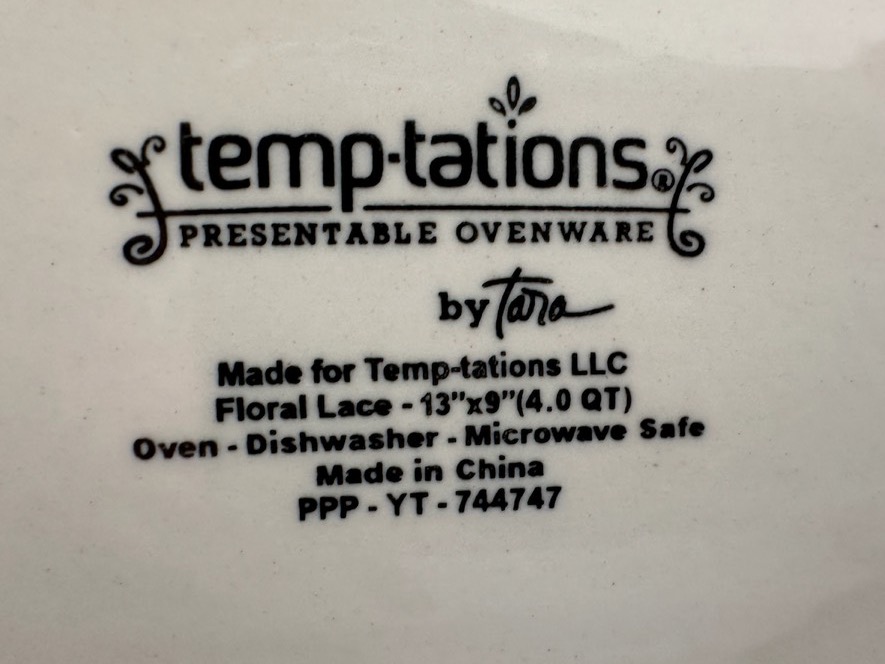 temp-tations®
PRESENTABLE OVENWARE
by Tara
Made for Temp-tations LLC
Floral Lace - 13"x9"(4.0 QT)
Oven - Dishwasher - Microwave Safe
Made in China
PPP - YT - 744747